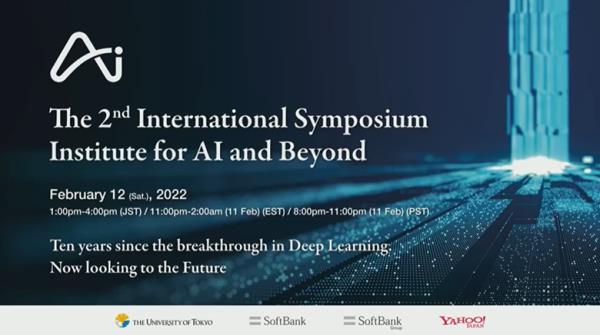 Ai
The 2nd International Symposium
Institute for AI and Beyond
February 12 (Sat.), 2022
1:00pm-4:00pm (JST) / 11:00pm-2:00am (11 Feb) (EST) / 8:00pm-11:00pm (11 Feb) (PST)
Ten years since the breakthrough in Deep Learning.
Now looking to the Future
THE UNIVERSITY OF TOKYO
SoftBank
SoftBank
Group
YAHOO!
JAPAN